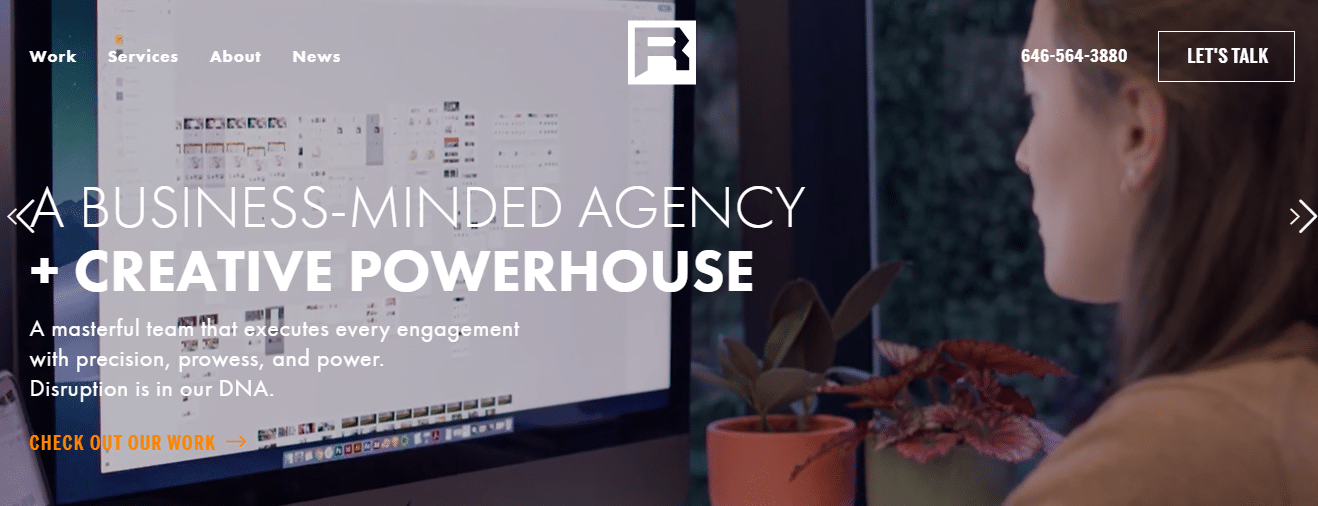 Work Services About News
646-564-3880
LET'S TALK
A BUSINESS-MINDED AGENCY
+ CREATIVE POWERHOUSE
A masterful team that executes every engagement
with precision, prowess, and power.
Disruption is in our DNA.
CHECK OUT OUR WORK